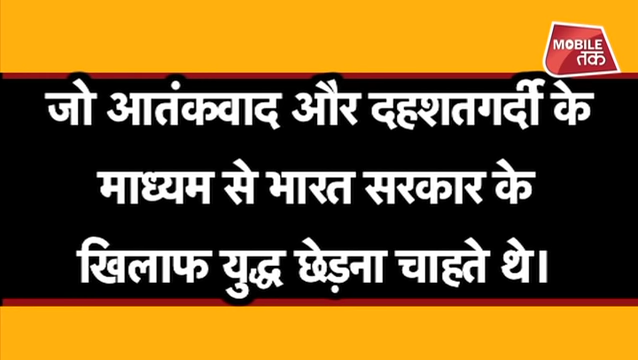 MOBILE
तक
जो आतंकवाद और दहशतगर्दी के
माध्यम से भारत सरकार के
खिलाफ युद्ध छेड़ना चाहते थे।